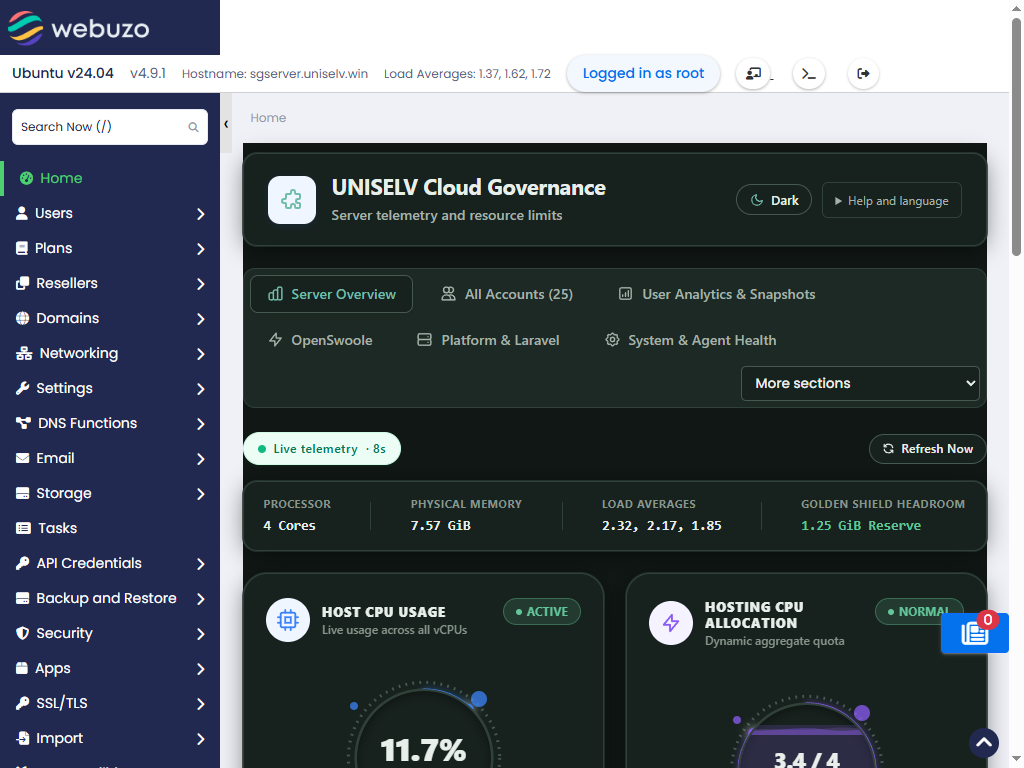 webuzo
Ubuntu v24.04 v4.9.1 Hostname: sgserver.uniselv.win Load Averages: 1.37, 1.62, 1.72 Logged in as root
Search Now (/)
Home
Home
Users
Plans
Resellers
Domains
Networking
Settings
DNS Functions
Email
Storage
Tasks
API Credentials
Backup and Restore
Security
Apps
SSL/TLS
Import
UNISELV Cloud Governance
Server telemetry and resource limits
Dark
Help and language
Server Overview All Accounts (25) User Analytics & Snapshots
OpenSwoole Platform & Laravel System & Agent Health
More sections
Live telemetry · 8s
Refresh Now
PROCESSOR PHYSICAL MEMORY LOAD AVERAGES GOLDEN SHIELD HEADROOM
4 Cores 7.57 GiB 2.32, 2.17, 1.85 1.25 GiB Reserve
HOST CPU USAGE
Live usage across all vCPUs
ACTIVE
11.7%
HOSTING CPU
ALLOCATION
Dynamic aggregate quota
NORMAL
0
3.4 / 4